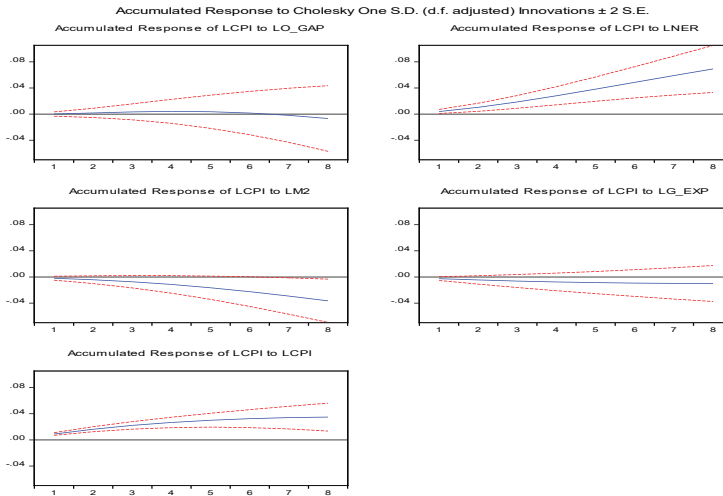 Accumulated Response to Cholesky One S.D. (d.f. adjusted) Innovations ± 2 S.E.
Accumulated Response of LCPI to LO_GAP
.08
.04
.00
-.04
1 2 3 4 5 6 7 8
Accumulated Response of LCPI to LNER
.08
.04
.00
-.04
1 2 3 4 5 6 7 8
Accumulated Response of LCPI to LM2
.08
.04
.00
-.04
1 2 3 4 5 6 7 8
Accumulated Response of LCPI to LG_EXP
.08
.04
.00
-.04
1 2 3 4 5 6 7 8
Accumulated Response of LCPI to LCPI
.08
.04
.00
-.04
1 2 3 4 5 6 7 8